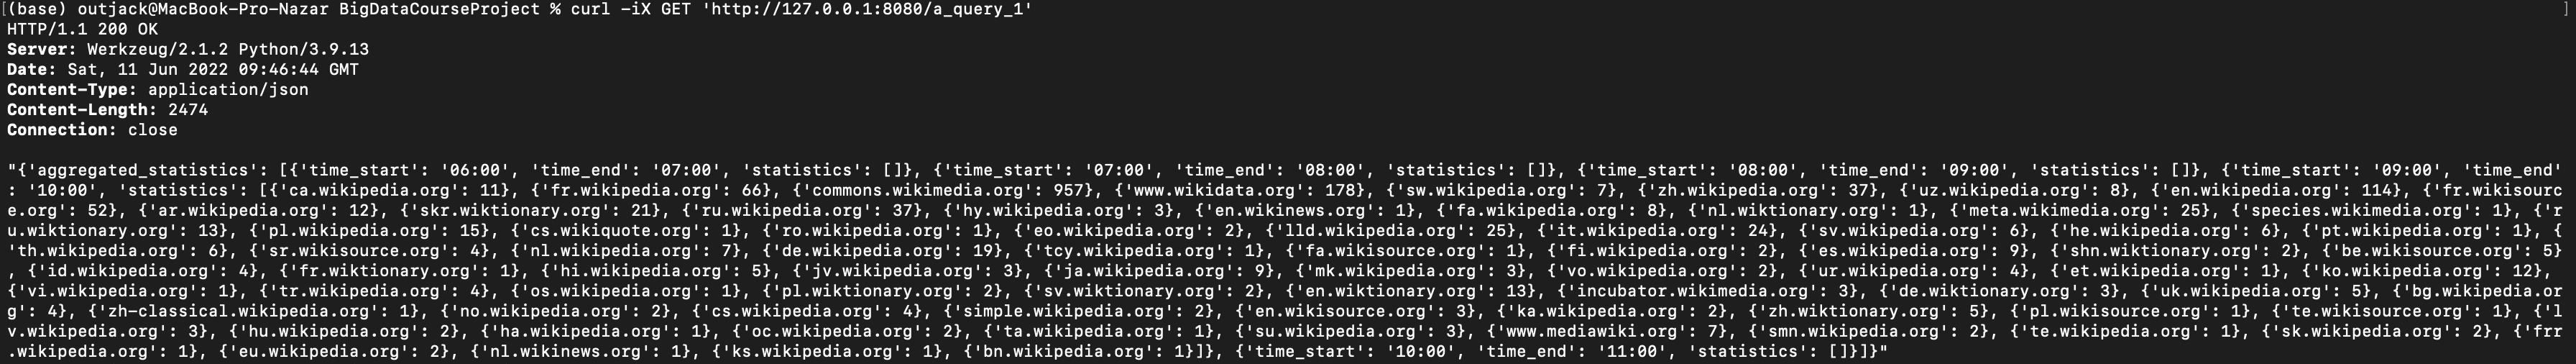 [(base) outjack@MacBook-Pro-Nazar BigDataCourseProject % curl -iX GET 'http://127.0.0.1:8080/a_query_1' ]
HTTP/1.1 200 OK
Server: Werkzeug/2.1.2 Python/3.9.13
Date: Sat, 11 Jun 2022 09:46:44 GMT
Content-Type: application/json
Content-Length: 2474
Connection: close

"{'aggregated_statistics': [{'time_start': '06:00', 'time_end': '07:00', 'statistics': []}, {'time_start': '07:00', 'time_end': '08:00', 'statistics': []}, {'time_start': '08:00', 'time_end': '09:00', 'statistics': []}, {'time_start': '09:00', 'time_end'
: '10:00', 'statistics': [{'ca.wikipedia.org': 11}, {'fr.wikipedia.org': 66}, {'commons.wikimedia.org': 957}, {'www.wikidata.org': 178}, {'sw.wikipedia.org': 7}, {'zh.wikipedia.org': 37}, {'uz.wikipedia.org': 8}, {'en.wikipedia.org': 114}, {'fr.wikisourc
e.org': 52}, {'ar.wikipedia.org': 12}, {'skr.wiktionary.org': 21}, {'ru.wikipedia.org': 37}, {'hy.wikipedia.org': 3}, {'en.wikinews.org': 1}, {'fa.wikipedia.org': 8}, {'nl.wiktionary.org': 1}, {'meta.wikimedia.org': 25}, {'species.wikimedia.org': 1}, {'r
u.wiktionary.org': 13}, {'pl.wikipedia.org': 15}, {'cs.wikiquote.org': 1}, {'ro.wikipedia.org': 1}, {'eo.wikipedia.org': 2}, {'lld.wikipedia.org': 25}, {'it.wikipedia.org': 24}, {'sv.wikipedia.org': 6}, {'he.wikipedia.org': 6}, {'pt.wikipedia.org': 1}, {
'th.wikipedia.org': 6}, {'sr.wikisource.org': 4}, {'nl.wikipedia.org': 7}, {'de.wikipedia.org': 19}, {'tcy.wikipedia.org': 1}, {'fa.wikisource.org': 1}, {'fi.wikipedia.org': 2}, {'es.wikipedia.org': 9}, {'shn.wiktionary.org': 2}, {'be.wikisource.org': 5}
, {'id.wikipedia.org': 4}, {'fr.wiktionary.org': 1}, {'hi.wikipedia.org': 5}, {'jv.wikipedia.org': 3}, {'ja.wikipedia.org': 9}, {'mk.wikipedia.org': 3}, {'vo.wikipedia.org': 2}, {'ur.wikipedia.org': 4}, {'et.wikipedia.org': 1}, {'ko.wikipedia.org': 12}, 
{'vi.wikipedia.org': 1}, {'tr.wikipedia.org': 4}, {'os.wikipedia.org': 1}, {'pl.wiktionary.org': 2}, {'sv.wiktionary.org': 2}, {'en.wiktionary.org': 13}, {'incubator.wikimedia.org': 3}, {'de.wiktionary.org': 3}, {'uk.wikipedia.org': 5}, {'bg.wikipedia.or
g': 4}, {'zh-classical.wikipedia.org': 1}, {'no.wikipedia.org': 2}, {'cs.wikipedia.org': 4}, {'simple.wikipedia.org': 2}, {'en.wikisource.org': 3}, {'ka.wikipedia.org': 2}, {'zh.wiktionary.org': 5}, {'pl.wikisource.org': 1}, {'te.wikisource.org': 1}, {'l
v.wikipedia.org': 3}, {'hu.wikipedia.org': 2}, {'ha.wikipedia.org': 1}, {'oc.wikipedia.org': 2}, {'ta.wikipedia.org': 1}, {'su.wikipedia.org': 3}, {'www.mediawiki.org': 7}, {'smn.wikipedia.org': 2}, {'te.wikipedia.org': 1}, {'sk.wikipedia.org': 2}, {'frr
.wikipedia.org': 1}, {'eu.wikipedia.org': 2}, {'nl.wikinews.org': 1}, {'ks.wikipedia.org': 1}, {'bn.wikipedia.org': 1}]}, {'time_start': '10:00', 'time_end': '11:00', 'statistics': []}]}"